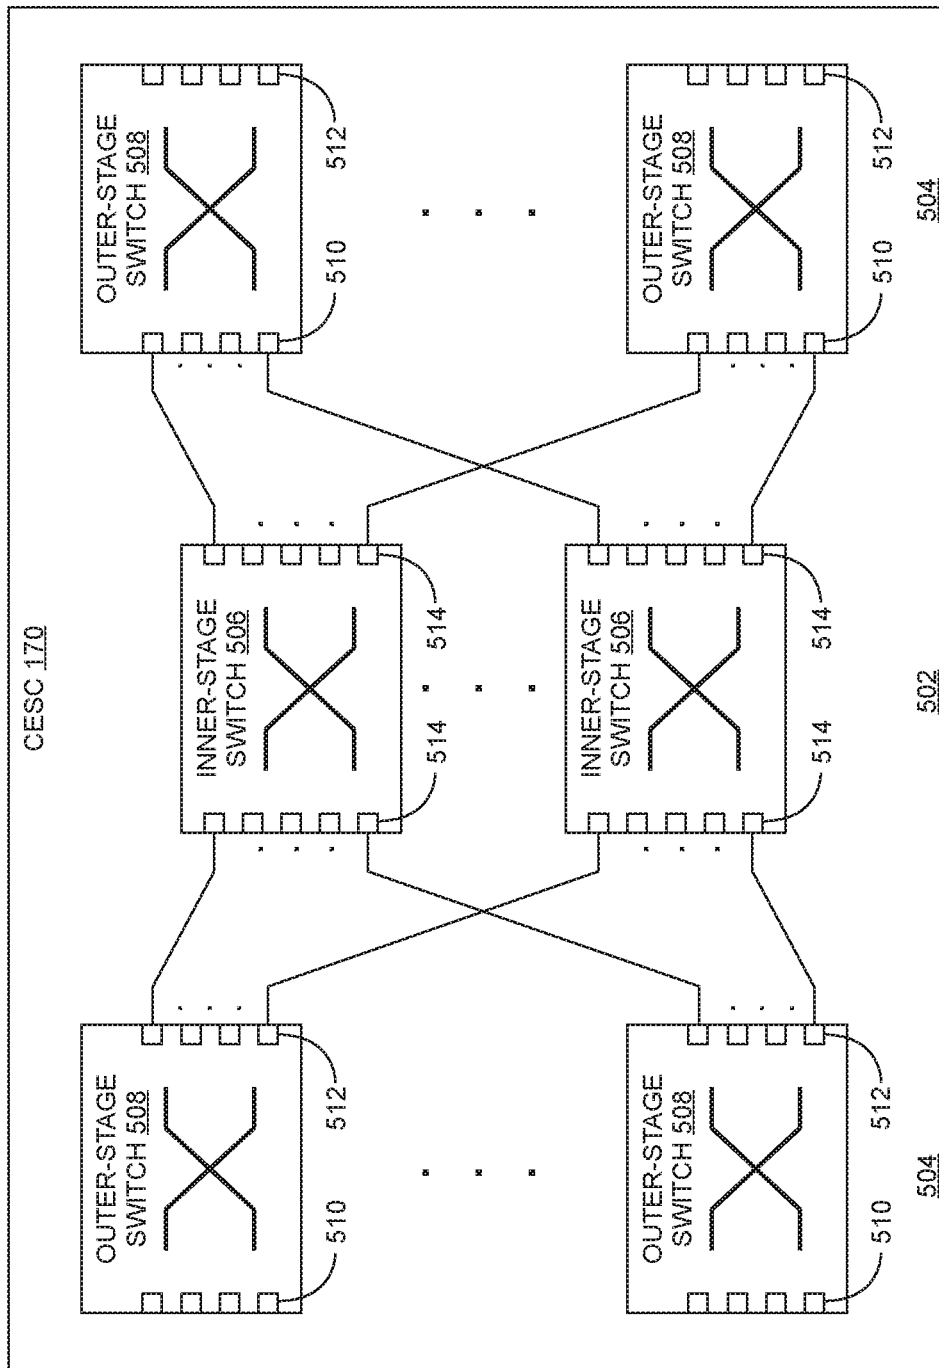 CESC 170
OUTER-STAGE
SWITCH 508
510
512
INNER-STAGE
SWITCH 506
514
514
OUTER-STAGE
SWITCH 508
510
512
OUTER-STAGE
SWITCH 508
510
512
INNER-STAGE
SWITCH 506
514
514
OUTER-STAGE
SWITCH 508
510
512
504
502
504